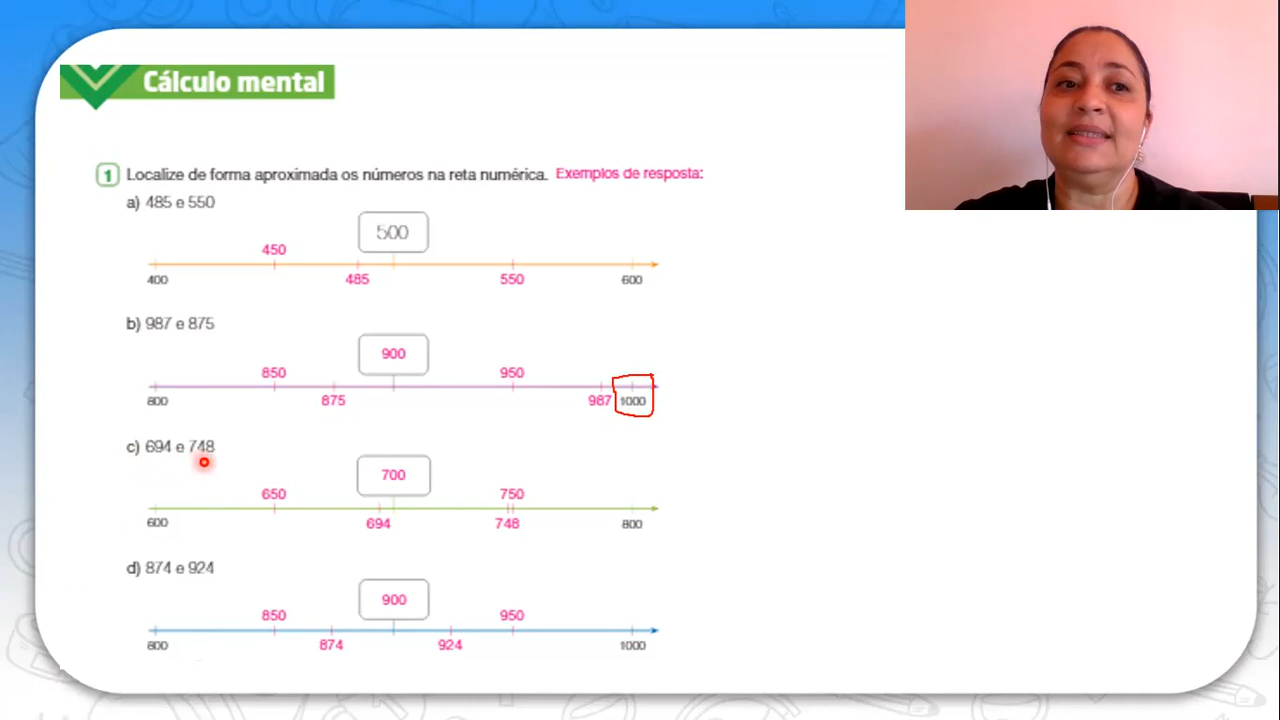 Cálculo mental
1 Localize de forma aproximada os números na reta numérica. Exemplos de resposta:
a) 485 e 550
500
450
400 485 550 600
b) 987 e 875
900
850 950
800 875 987 1000
c) 694 e 748
700
650 750
600 694 748 800
d) 874 e 924
900
850 950
800 874 924 1000